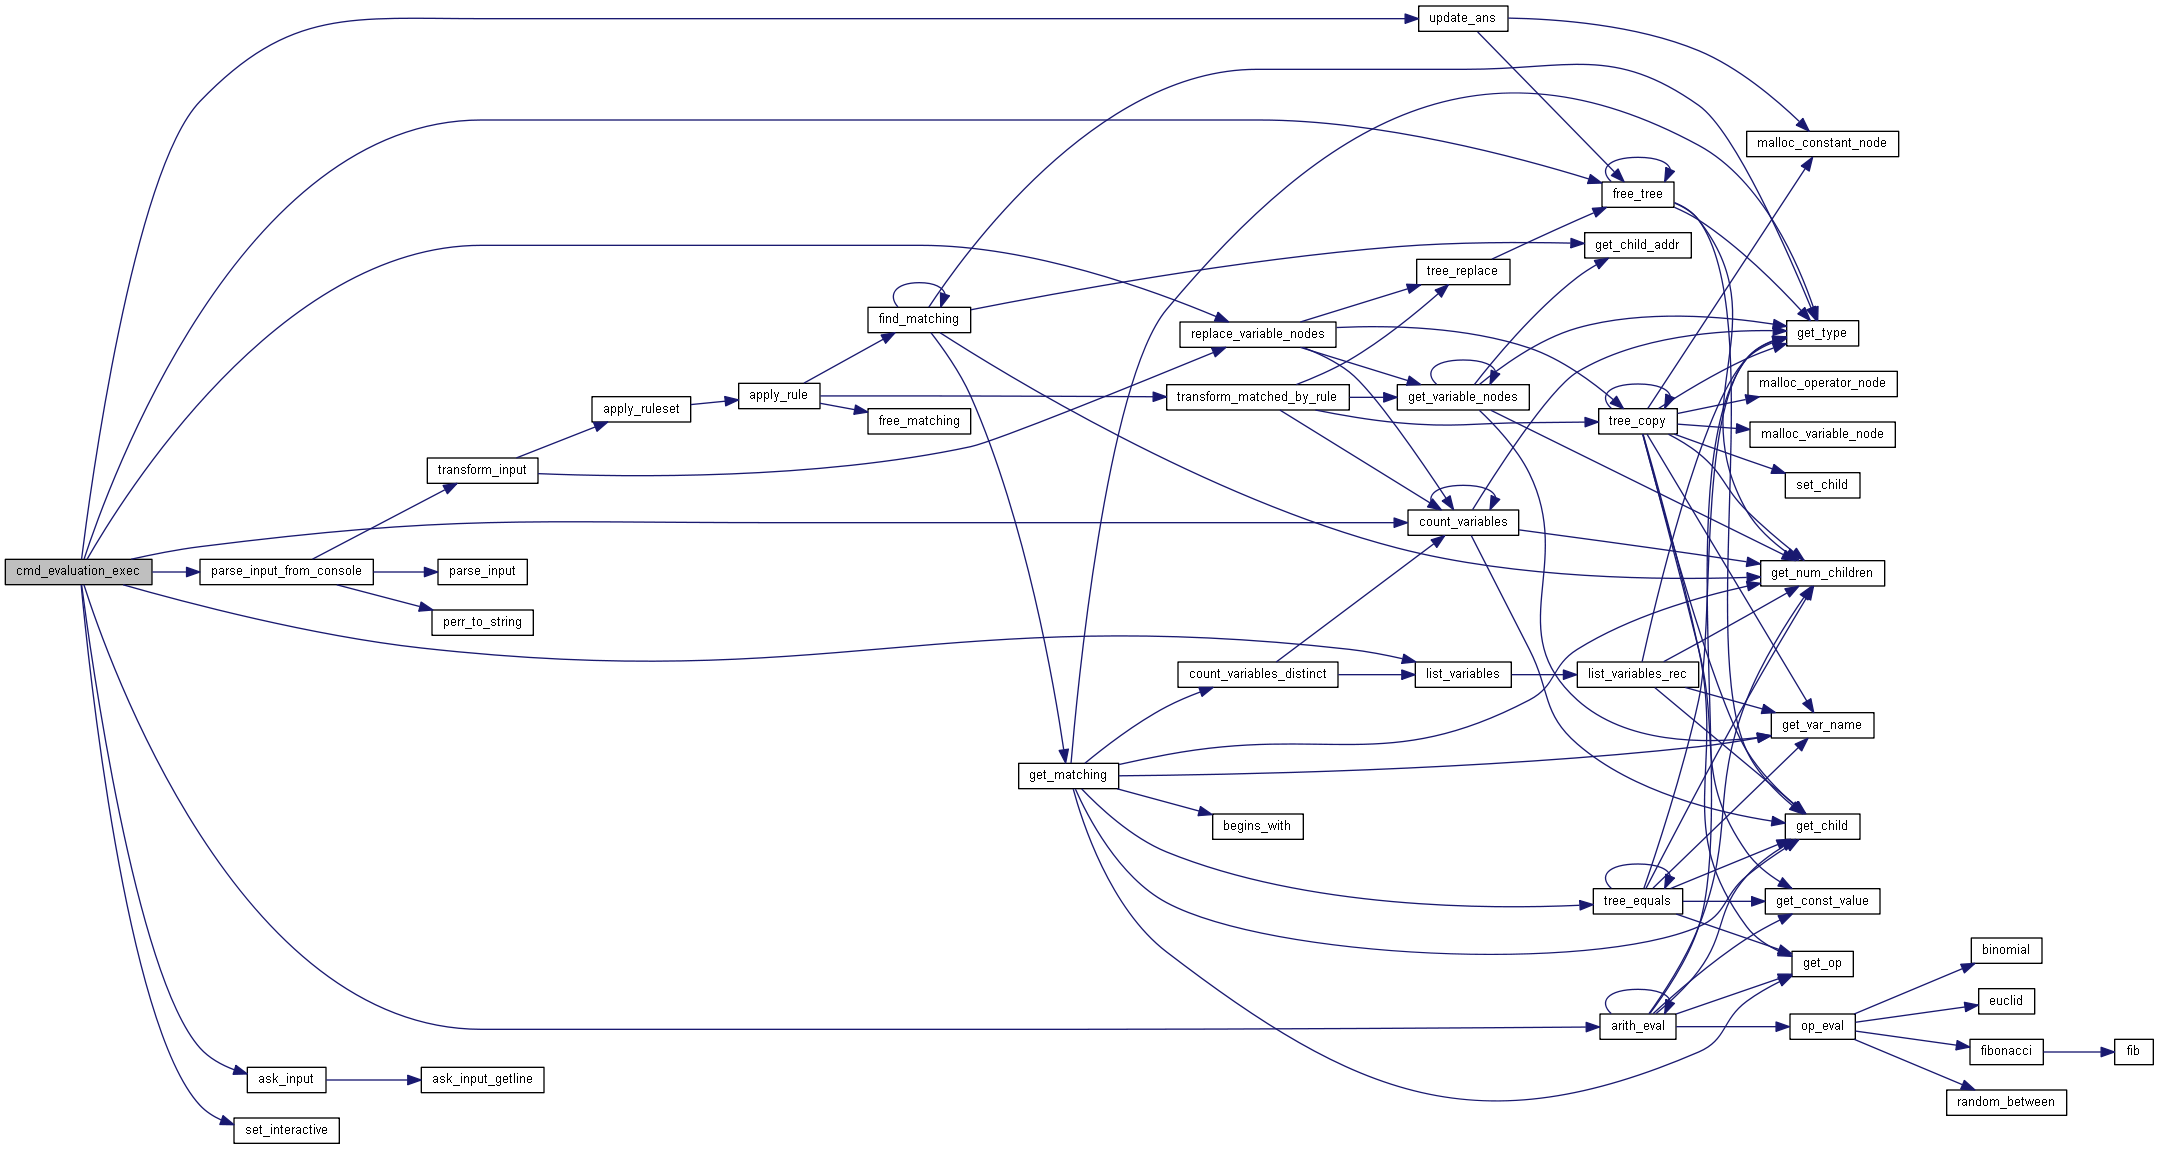 update_ans
malloc_constant_node
free_tree
get_child_addr
tree_replace
find_matching
replace_variable_nodes
get_type
malloc_operator_node
apply_rule
transform_matched_by_rule
get_variable_nodes
apply_ruleset
free_matching
tree_copy
malloc_variable_node
transform_input
set_child
count_variables
cmd_evaluation_exec
parse_input_from_console
parse_input
get_num_children
perr_to_string
count_variables_distinct
list_variables
list_variables_rec
get_var_name
get_matching
begins_with
get_child
tree_equals
get_const_value
binomial
get_op
euclid
arith_eval
op_eval
fibonacci
fib
ask_input
ask_input_getline
random_between
set_interactive